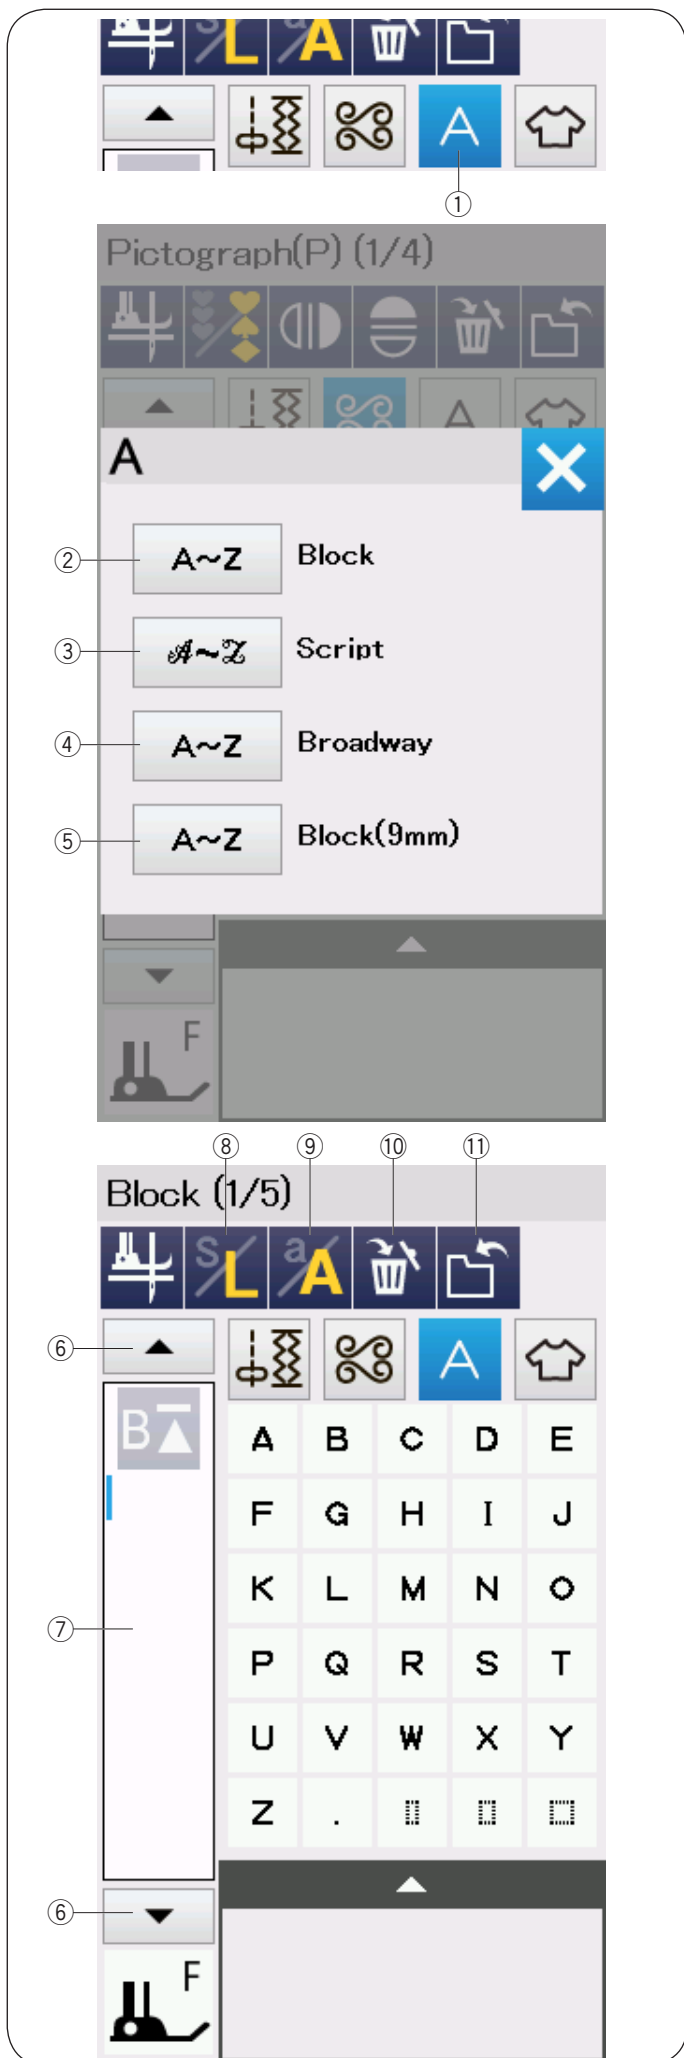 S/L a/A
A
①
Pictograph(P) (1/4)
A
A
② A~Z Block
③ A~Z Script
④ A~Z Broadway
⑤ A~Z Block(9mm)
F
⑧ ⑨ ⑩ ⑪
Block (1/5)
S/L a/A
⑥ A
B
A B C D E
F G H I J
K L M N O
⑦
P Q R S T
U V W X Y
Z .
⑥
F